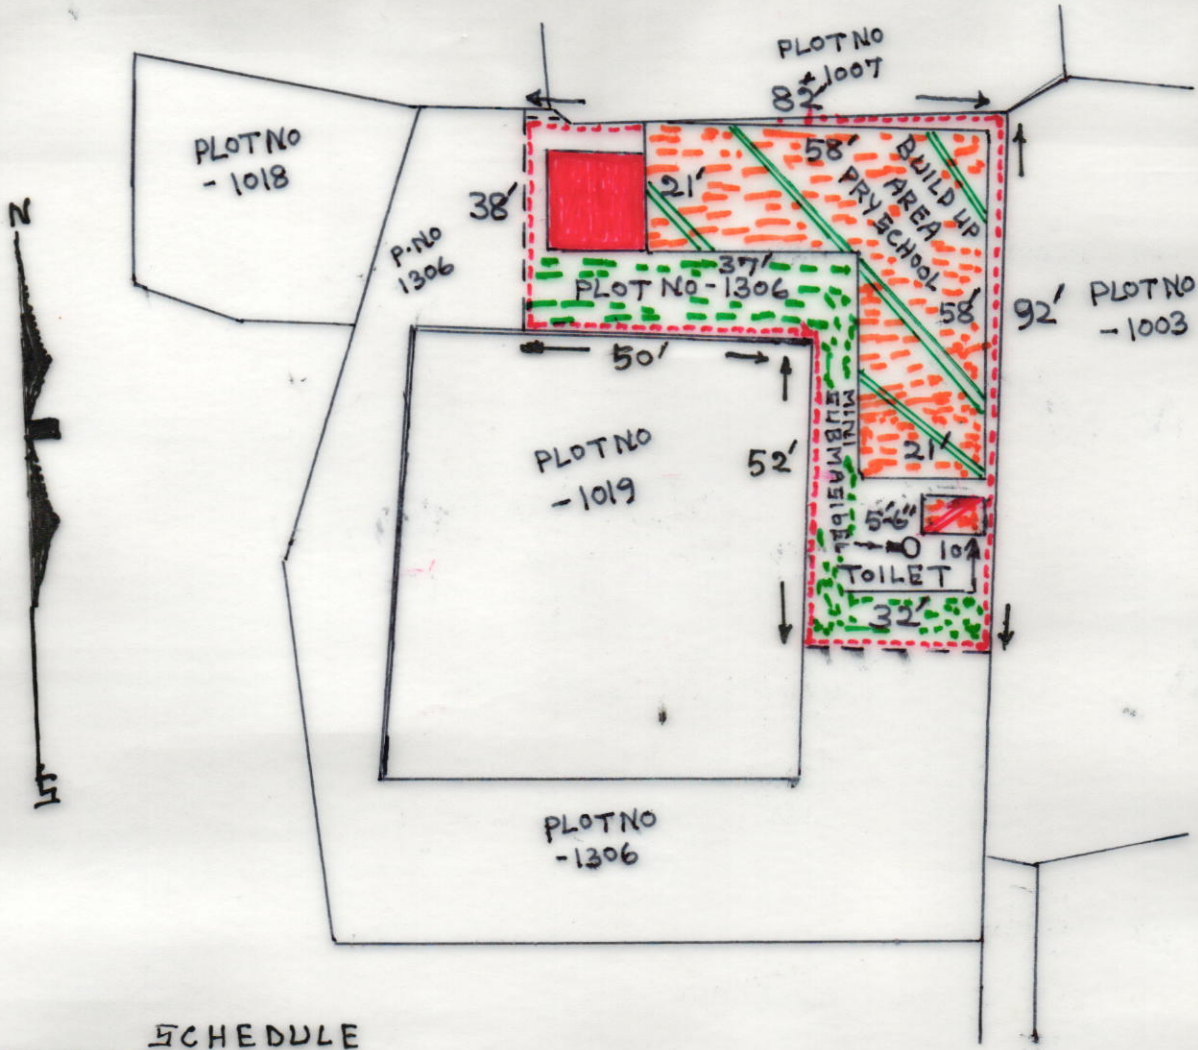 PLOT NO
1007
82'
PLOT NO
- 1018
58'
BUILD UP
AREA
PRY SCHOOL
21'
38'
N
P. NO
1306
37'
PLOT NO - 1306
58'
92'
PLOT NO
- 1003
50'
PLOT NO
- 1019
52'
MINI
SUBMASIBEL
21'
5'-6"
10'
TOILET
32'
S
PLOT NO
- 1306
SCHEDULE